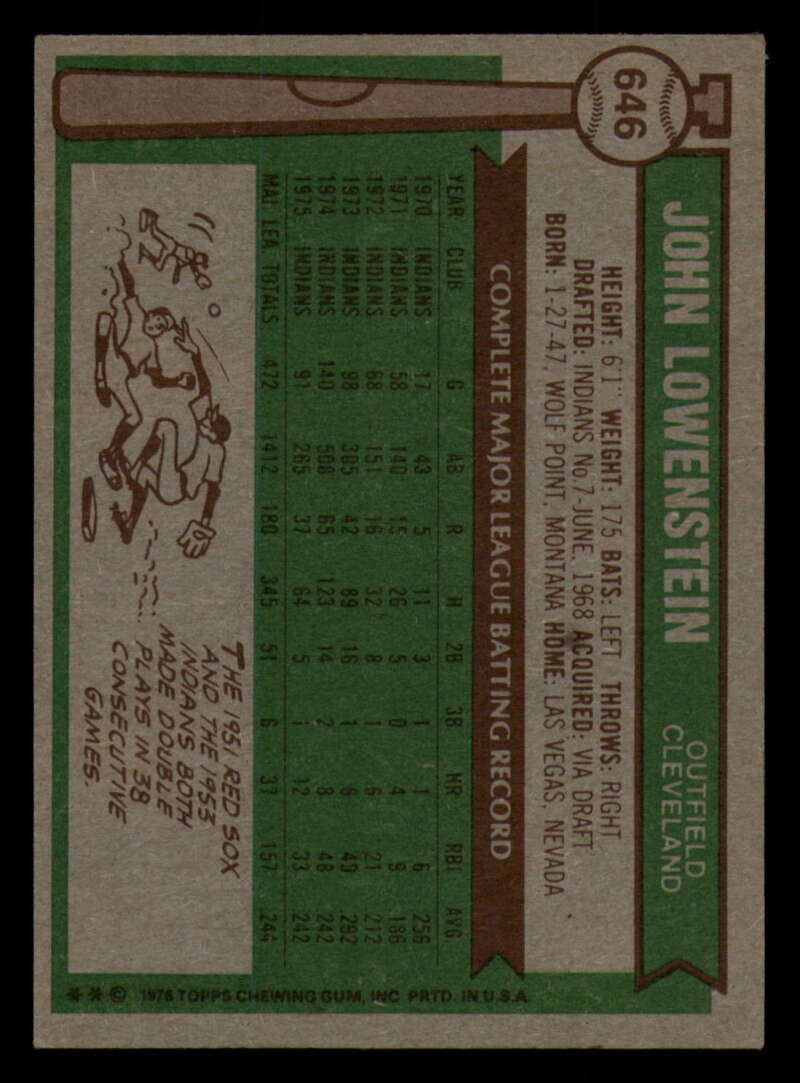 646
JOHN LOWENSTEIN
OUTFIELD
CLEVELAND
HEIGHT: 6'1" WEIGHT: 175 BATS: LEFT THROWS: RIGHT
DRAFTED: INDIANS No.7-JUNE, 1968 ACQUIRED: VIA DRAFT
BORN: 1-27-47, WOLF POINT, MONTANA HOME: LAS VEGAS, NEVADA
COMPLETE MAJOR LEAGUE BATTING RECORD
YEAR CLUB G AB R H 2B 3B HR RBI AVG
1970 INDIANS 17 43 5 11 3 1 1 6 256
1971 INDIANS 58 140 15 26 5 0 4 9 186
1972 INDIANS 68 151 16 32 8 1 6 21 212
1973 INDIANS 98 305 42 89 16 1 6 40 292
1974 INDIANS 140 508 65 123 14 2 8 48 242
1975 INDIANS 91 265 37 64 5 1 12 33 242
MAJ LEA TOTALS 472 1412 180 345 51 6 37 157 .244
THE 1951 RED SOX
AND THE 1953
INDIANS BOTH
MADE DOUBLE
PLAYS IN 38
CONSECUTIVE
GAMES.
* * © 1976 TOPPS CHEWING GUM, INC PRTD. IN U.S.A.